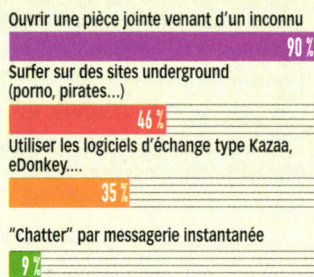 Ouvrir une pièce jointe venant d'un inconnu
90 %
Surfer sur des sites underground
(porno, pirates...)
46 %
Utiliser les logiciels d'échange type Kazaa,
eDonkey....
35 %
"Chatter" par messagerie instantanée
9 %